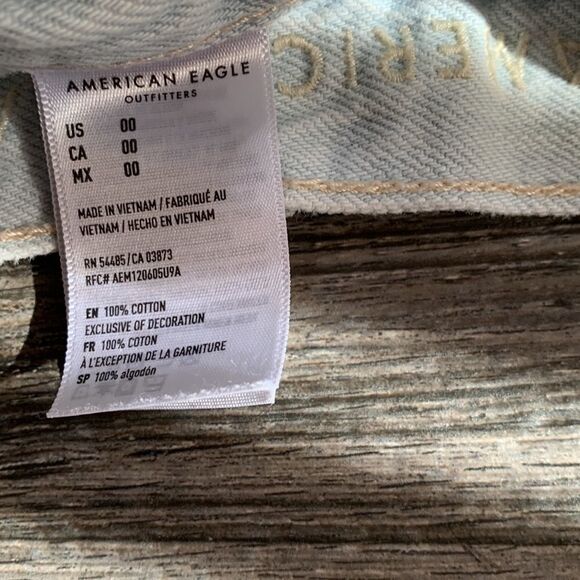 AMERICAN EAGLE
OUTFITTERS
US 00
CA 00
MX 00
MADE IN VIETNAM / FABRIQUÉ AU
VIETNAM / HECHO EN VIETNAM
RN 54485/CA 03873
RFC# AEM120605U9A
EN 100% COTTON
EXCLUSIVE OF DECORATION
FR 100% COTON
À L'EXCEPTION DE LA GARNITURE
SP 100% algodón
AMERIC